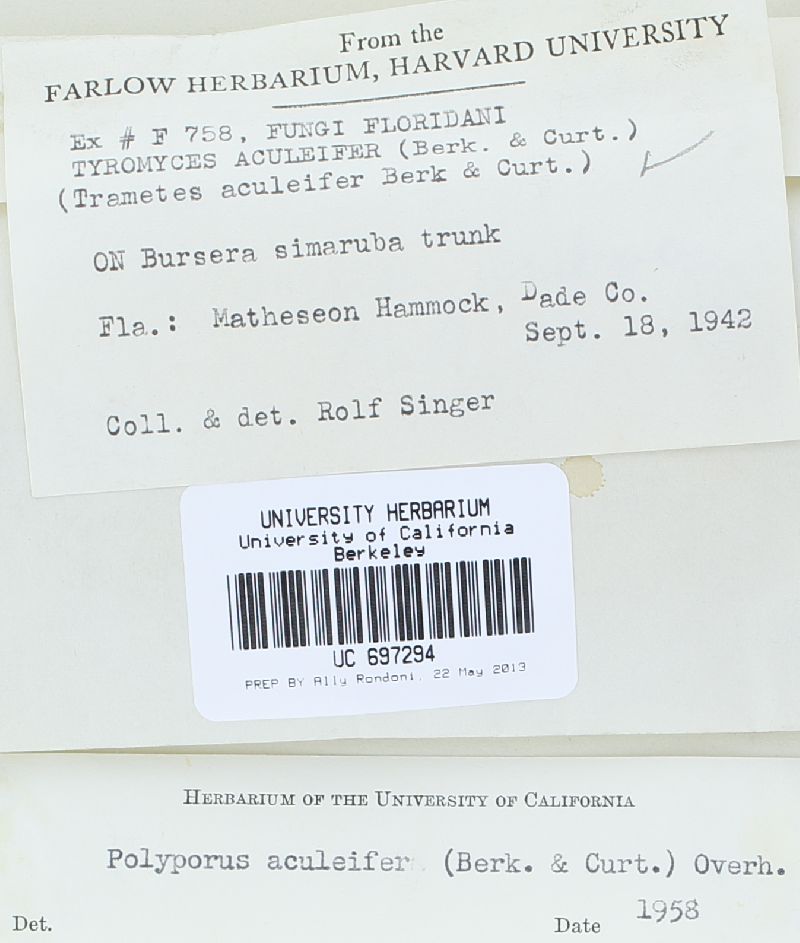 From the
FARLOW HERBARIUM, HARVARD UNIVERSITY
Ex # F 758, FUNGI FLORIDANI
TYROMYCES ACULEIFER (Berk. & Curt.)
(Trametes aculeifer Berk & Curt.)
ON Bursera simaruba trunk
Fla.: Matheseon Hammock, Dade Co.
Sept. 18, 1942
Coll. & det. Rolf Singer
UNIVERSITY HERBARIUM
University of California
Berkeley
UC 697294
PREP BY Ally Rondoni, 22 May 2013
HERBARIUM OF THE UNIVERSITY OF CALIFORNIA
Polyporus aculeifer (Berk. & Curt.) Overh.
Det.
Date 1958